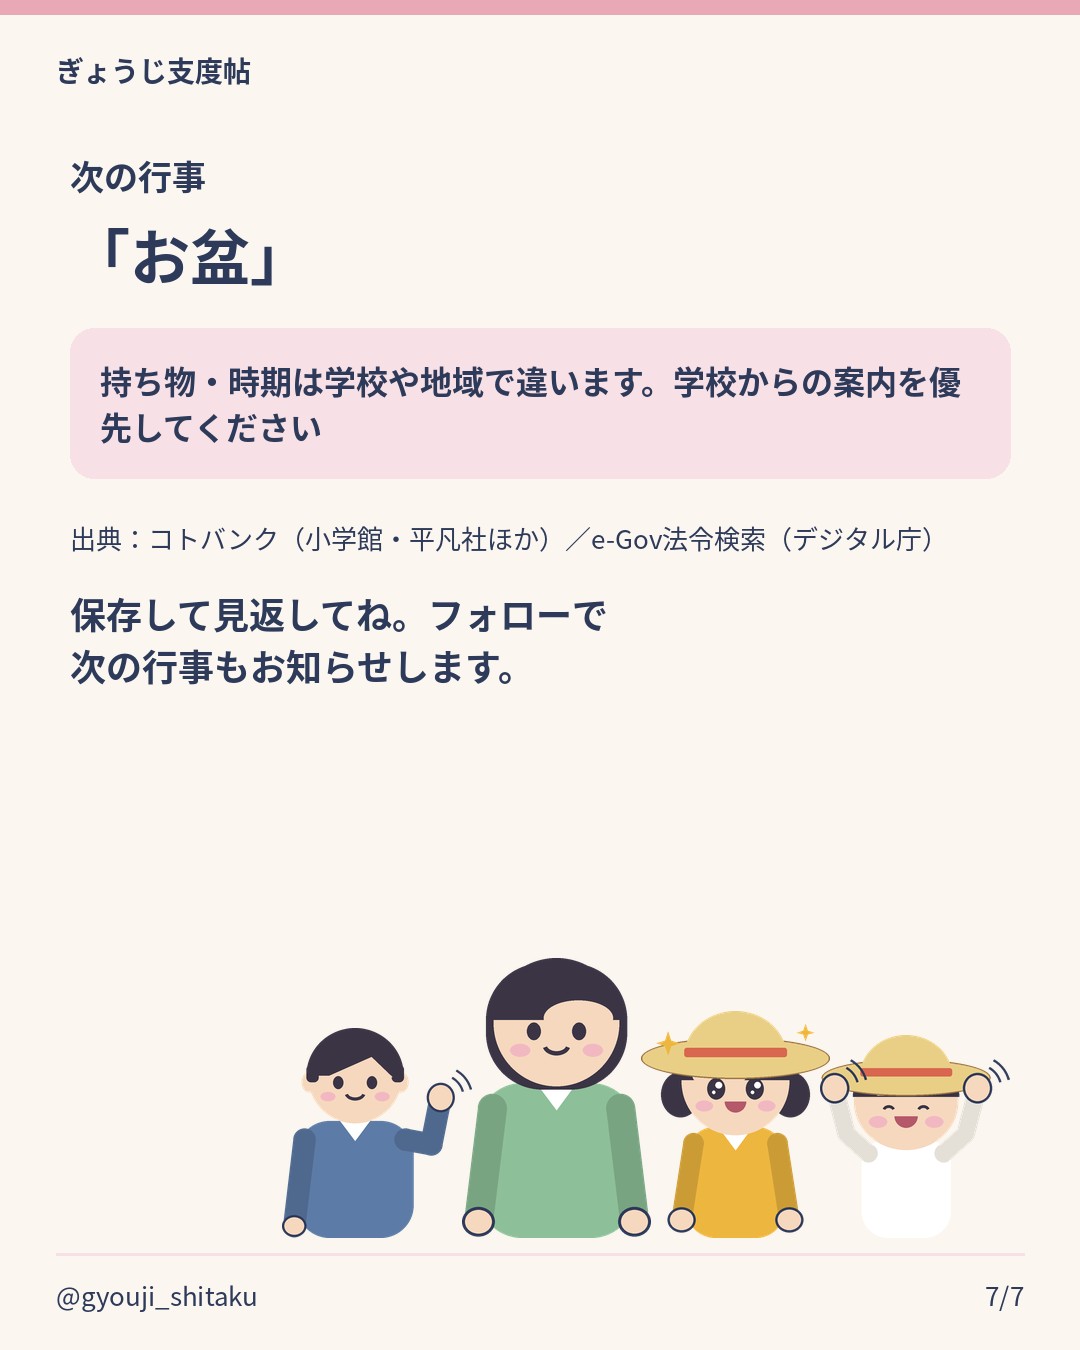 ぎょうじ支度帖
次の行事
「お盆」
持ち物・時期は学校や地域で違います。学校からの案内を優
先してください
出典：コトバンク（小学館・平凡社ほか）／e-Gov法令検索（デジタル庁）
保存して見返してね。フォローで
次の行事もお知らせします。
@gyouji_shitaku
7/7